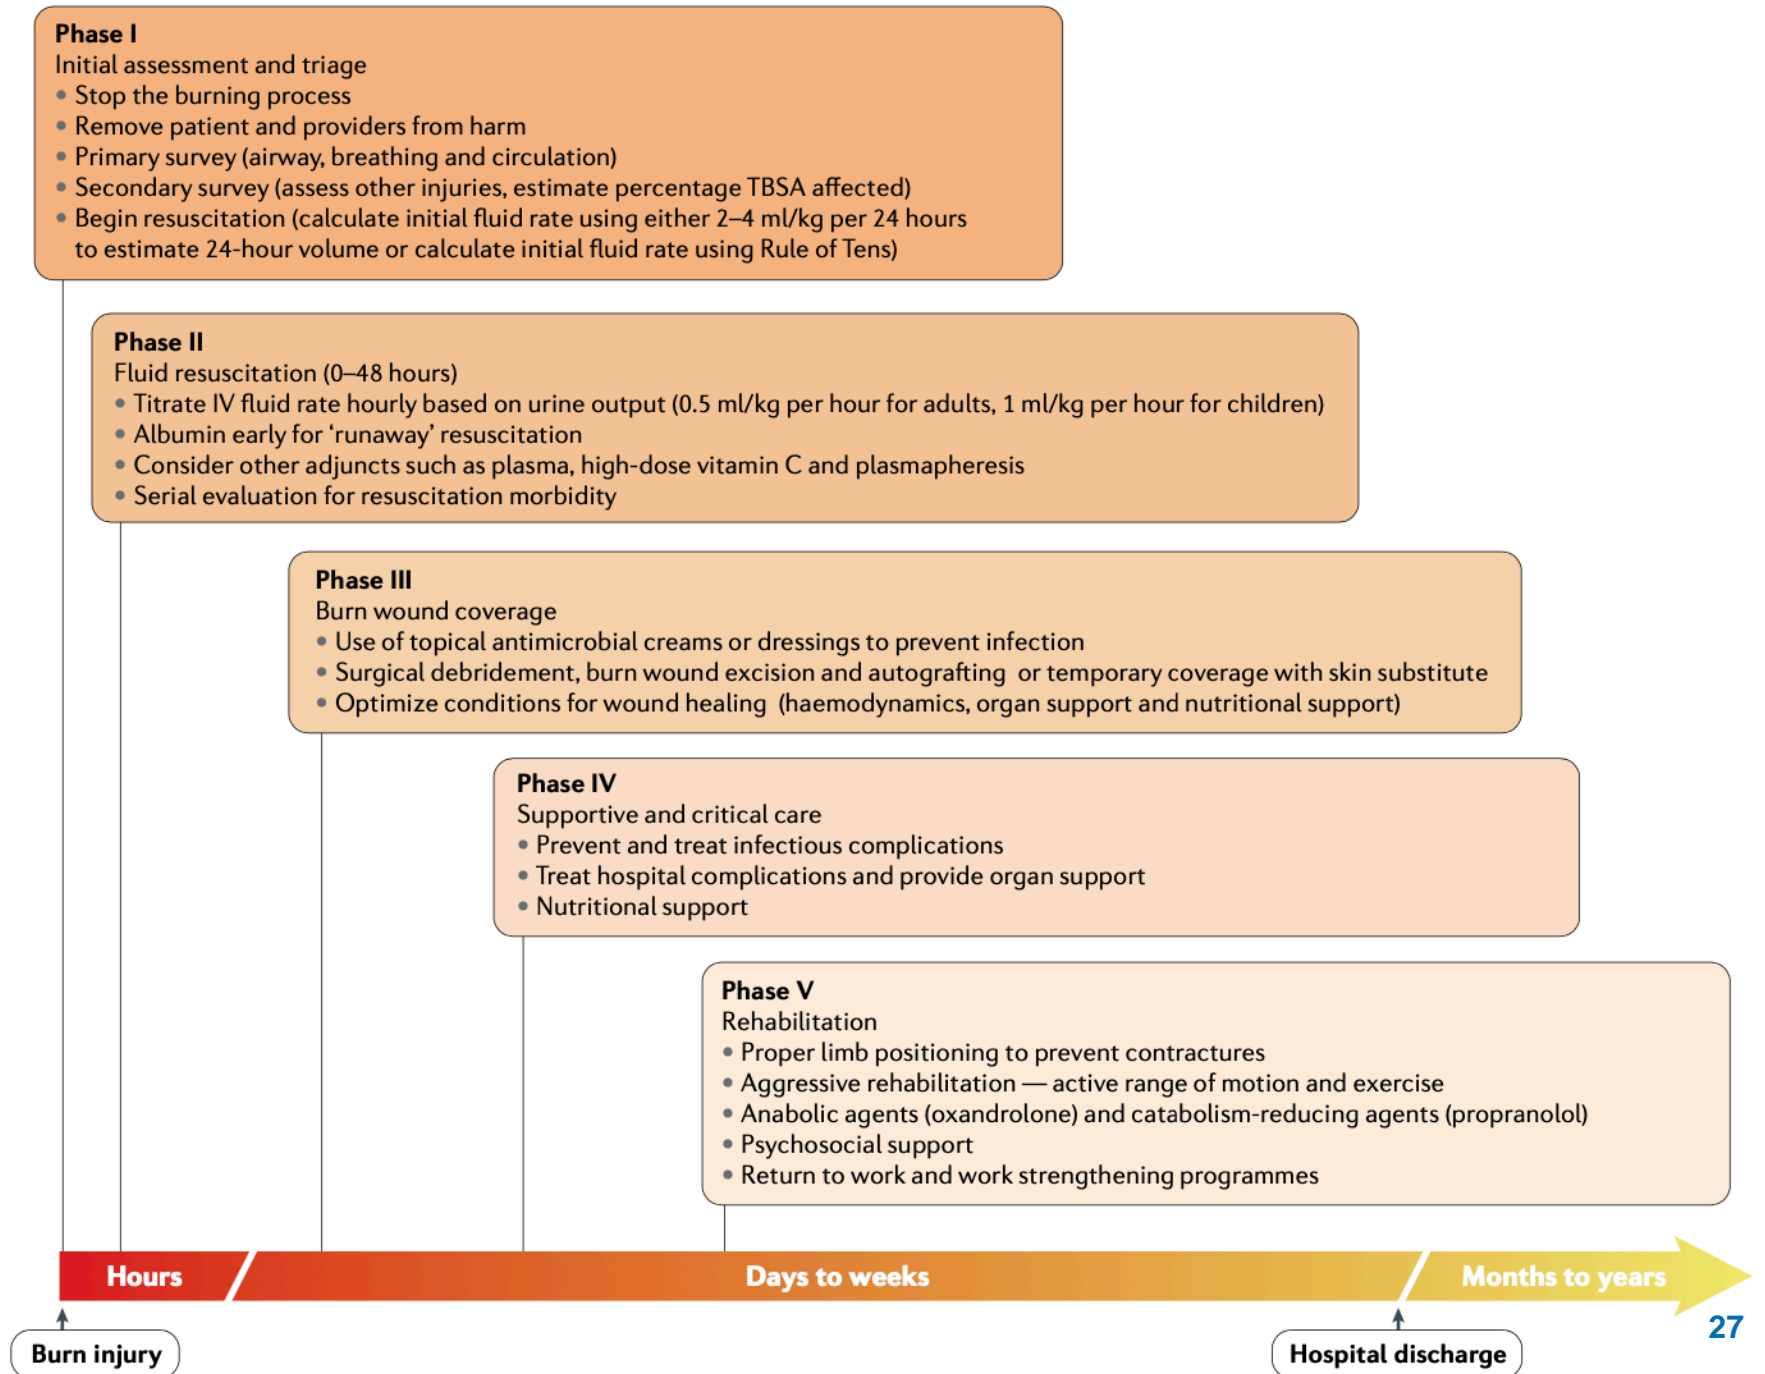 Phase I
Initial assessment and triage
• Stop the burning process
• Remove patient and providers from harm
• Primary survey (airway, breathing and circulation)
• Secondary survey (assess other injuries, estimate percentage TBSA affected)
• Begin resuscitation (calculate initial fluid rate using either 2–4 ml/kg per 24 hours
to estimate 24-hour volume or calculate initial fluid rate using Rule of Tens)
Phase II
Fluid resuscitation (0–48 hours)
• Titrate IV fluid rate hourly based on urine output (0.5 ml/kg per hour for adults, 1 ml/kg per hour for children)
• Albumin early for ‘runaway’ resuscitation
• Consider other adjuncts such as plasma, high-dose vitamin C and plasmapheresis
• Serial evaluation for resuscitation morbidity
Phase III
Burn wound coverage
• Use of topical antimicrobial creams or dressings to prevent infection
• Surgical debridement, burn wound excision and autografting or temporary coverage with skin substitute
• Optimize conditions for wound healing (haemodynamics, organ support and nutritional support)
Phase IV
Supportive and critical care
• Prevent and treat infectious complications
• Treat hospital complications and provide organ support
• Nutritional support
Phase V
Rehabilitation
• Proper limb positioning to prevent contractures
• Aggressive rehabilitation — active range of motion and exercise
• Anabolic agents (oxandrolone) and catabolism-reducing agents (propranolol)
• Psychosocial support
• Return to work and work strengthening programmes
Hours
Days to weeks
Months to years
27
Burn injury
Hospital discharge